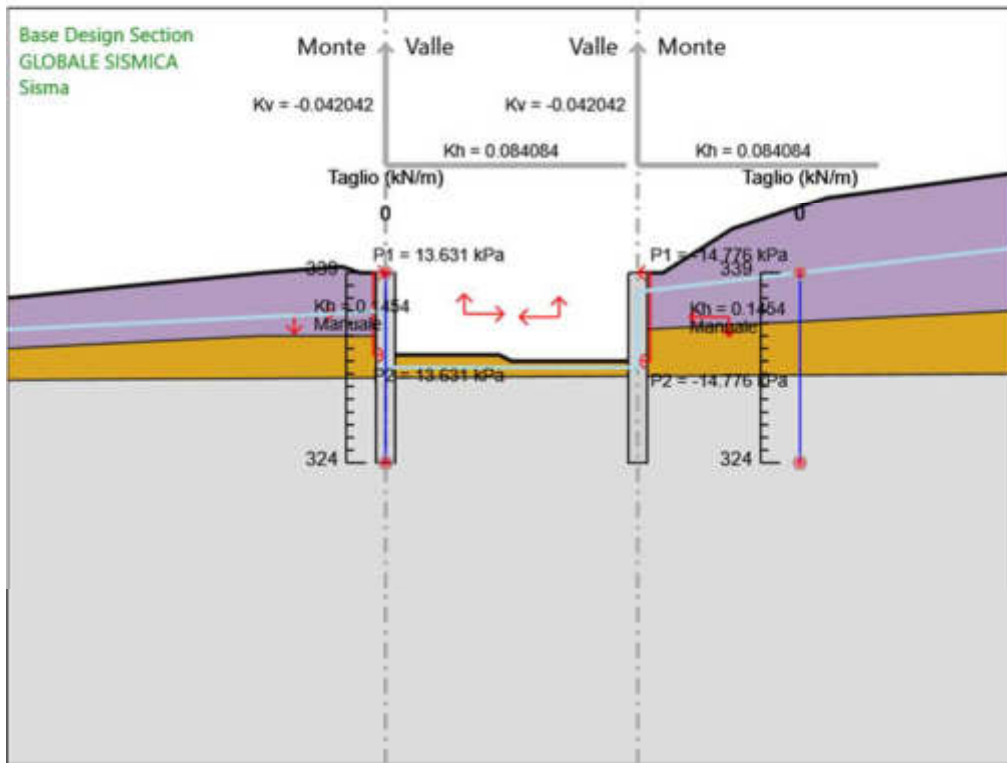 Base Design Section
GLOBALE SISMICA
Sisma
Monte Valle Valle Monte
Kv = -0.042042 Kv = -0.042042
Kh = 0.084084 Kh = 0.084084
Taglio (kN/m) Taglio (kN/m)
0 0
P1 = 13.631 kPa P1 = -14.776 kPa
339 339
Kh = 0.1454 Kh = 0.1454
Manuale Manuale
P2 = 13.631 kPa P2 = -14.776 kPa
324 324